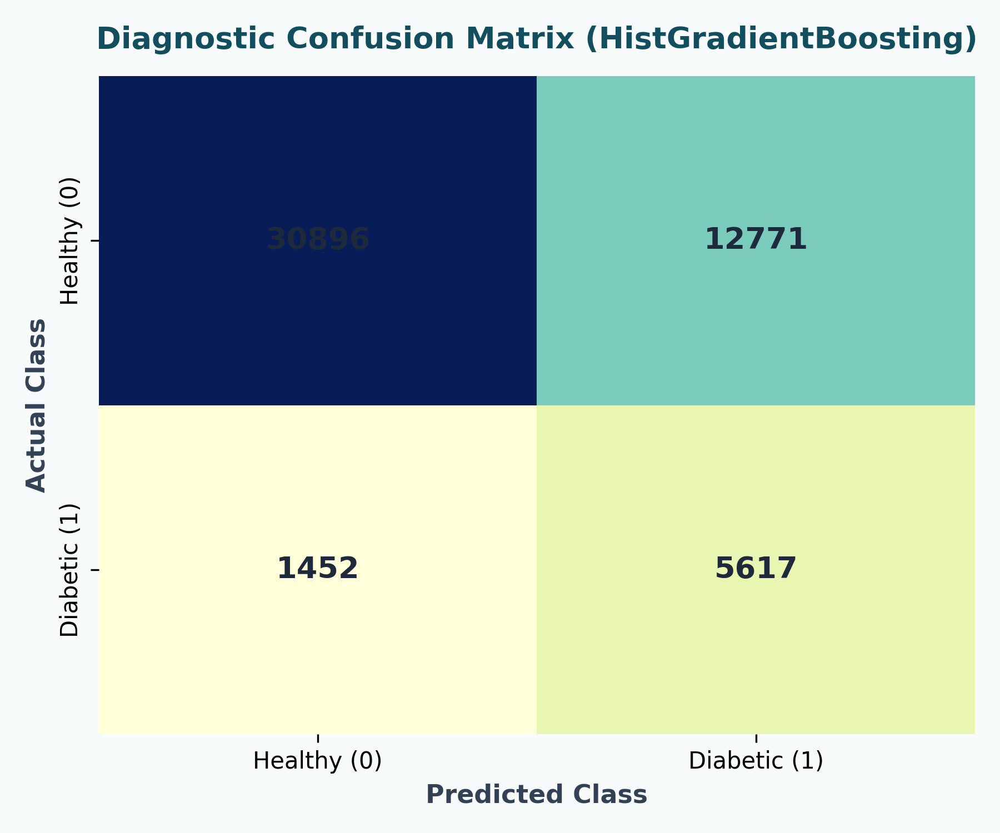 Diagnostic Confusion Matrix (HistGradientBoosting)
Actual Class
Healthy (0)
30896
12771
Diabetic (1)
1452
5617
Healthy (0)
Diabetic (1)
Predicted Class